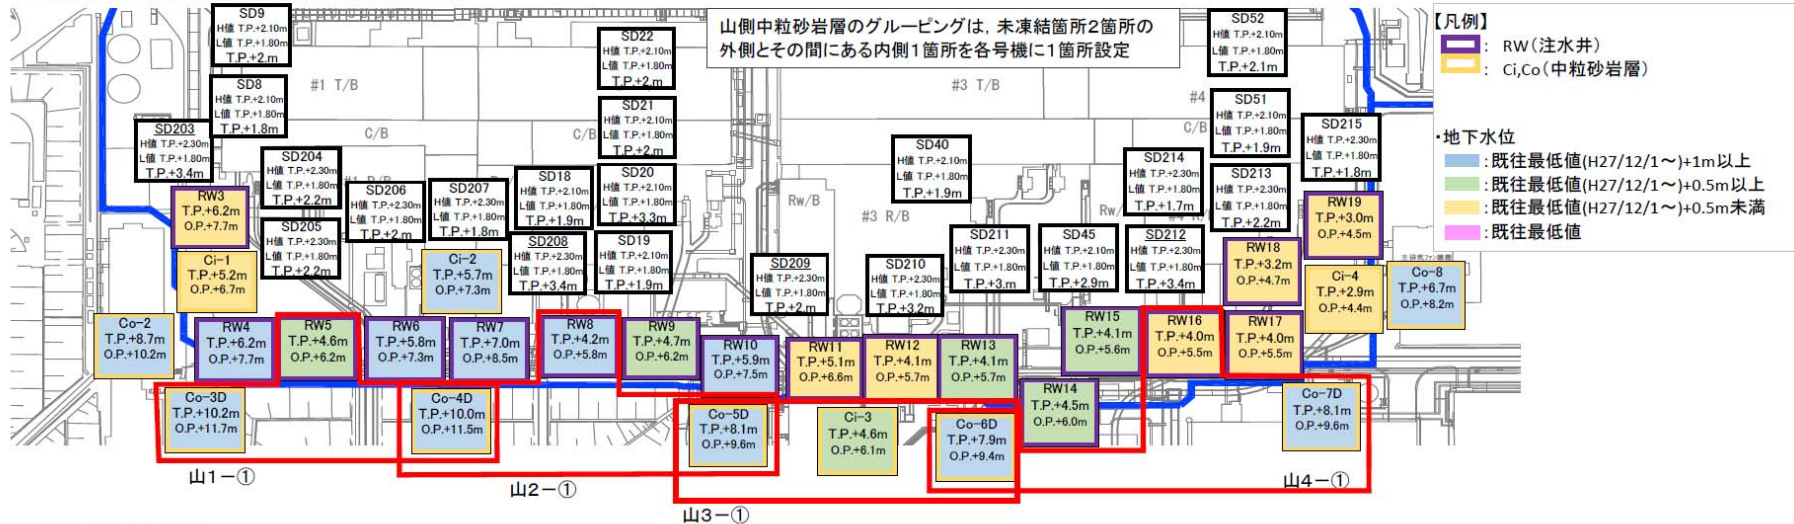 山側中粒砂岩層のグルーピングは，未凍結箇所2箇所の
外側とその間にある内側1箇所を各号機に1箇所設定
【凡例】
： RW（注水井）
： Ci,Co（中粒砂岩層）
・地下水位
：既往最低値(H27/12/1～)+1m以上
：既往最低値(H27/12/1～)+0.5m以上
：既往最低値(H27/12/1～)+0.5m未満
：既往最低値
SD9
H値 T.P.+2.10m
L値 T.P.+1.80m
T.P.+2.m
SD8
H値 T.P.+2.10m
L値 T.P.+1.80m
T.P.+1.8m
SD203
H値 T.P.+2.30m
L値 T.P.+1.80m
T.P.+3.4m
SD204
H値 T.P.+2.30m
L値 T.P.+1.80m
T.P.+2.2m
SD205
H値 T.P.+2.30m
L値 T.P.+1.80m
T.P.+2.2m
SD206
H値 T.P.+2.30m
L値 T.P.+1.80m
T.P.+2.m
SD207
H値 T.P.+2.30m
L値 T.P.+1.80m
T.P.+1.8m
SD18
H値 T.P.+2.10m
L値 T.P.+1.80m
T.P.+1.9m
SD208
H値 T.P.+2.30m
L値 T.P.+1.80m
T.P.+3.4m
SD22
H値 T.P.+2.10m
L値 T.P.+1.80m
T.P.+2.m
SD21
H値 T.P.+2.10m
L値 T.P.+1.80m
T.P.+2.m
SD20
H値 T.P.+2.10m
L値 T.P.+1.80m
T.P.+3.3m
SD19
H値 T.P.+2.10m
L値 T.P.+1.80m
T.P.+1.9m
SD209
H値 T.P.+2.30m
L値 T.P.+1.80m
T.P.+2.m
SD40
H値 T.P.+2.10m
L値 T.P.+1.80m
T.P.+1.9m
SD210
H値 T.P.+2.30m
L値 T.P.+1.80m
T.P.+3.2m
SD211
H値 T.P.+2.30m
L値 T.P.+1.80m
T.P.+3.m
SD45
H値 T.P.+2.10m
L値 T.P.+1.80m
T.P.+2.9m
SD212
H値 T.P.+2.30m
L値 T.P.+1.80m
T.P.+3.4m
SD214
H値 T.P.+2.30m
L値 T.P.+1.80m
T.P.+1.7m
SD52
H値 T.P.+2.10m
L値 T.P.+1.80m
T.P.+2.1m
SD51
H値 T.P.+2.10m
L値 T.P.+1.80m
T.P.+1.9m
SD213
H値 T.P.+2.30m
L値 T.P.+1.80m
T.P.+2.2m
SD215
H値 T.P.+2.30m
L値 T.P.+1.80m
T.P.+1.8m
#1 T/B
C/B
C/B
#3 T/B
#4
C/B
Rw/B
#3 R/B
Rw/
RW3
T.P.+6.2m
O.P.+7.7m
Ci-1
T.P.+5.2m
O.P.+6.7m
Co-2
T.P.+8.7m
O.P.+10.2m
RW4
T.P.+6.2m
O.P.+7.7m
RW5
T.P.+4.6m
O.P.+6.2m
RW6
T.P.+5.8m
O.P.+7.3m
Ci-2
T.P.+5.7m
O.P.+7.3m
RW7
T.P.+7.0m
O.P.+8.5m
RW8
T.P.+4.2m
O.P.+5.8m
RW9
T.P.+4.7m
O.P.+6.2m
RW10
T.P.+5.9m
O.P.+7.5m
RW11
T.P.+5.1m
O.P.+6.6m
RW12
T.P.+4.1m
O.P.+5.7m
RW13
T.P.+4.1m
O.P.+5.7m
RW14
T.P.+4.5m
O.P.+6.0m
RW15
T.P.+4.1m
O.P.+5.6m
RW16
T.P.+4.0m
O.P.+5.5m
RW17
T.P.+4.0m
O.P.+5.5m
RW18
T.P.+3.2m
O.P.+4.7m
RW19
T.P.+3.0m
O.P.+4.5m
Ci-4
T.P.+2.9m
O.P.+4.4m
Co-8
T.P.+6.7m
O.P.+8.2m
Co-3D
T.P.+10.2m
O.P.+11.7m
Co-4D
T.P.+10.0m
O.P.+11.5m
Co-5D
T.P.+8.1m
O.P.+9.6m
Ci-3
T.P.+4.6m
O.P.+6.1m
Co-6D
T.P.+7.9m
O.P.+9.4m
Co-7D
T.P.+8.1m
O.P.+9.6m
山1－①
山2－①
山3－①
山4－①